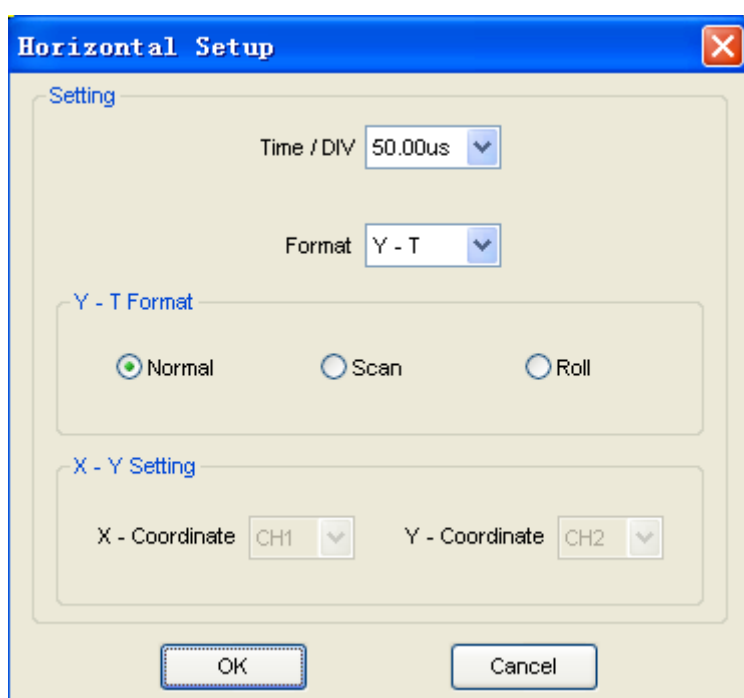 Horizontal Setup
Setting
Time / DIV 50.00us
Format Y - T
Y - T Format
Normal Scan Roll
X - Y Setting
X - Coordinate CH1 Y - Coordinate CH2
OK Cancel